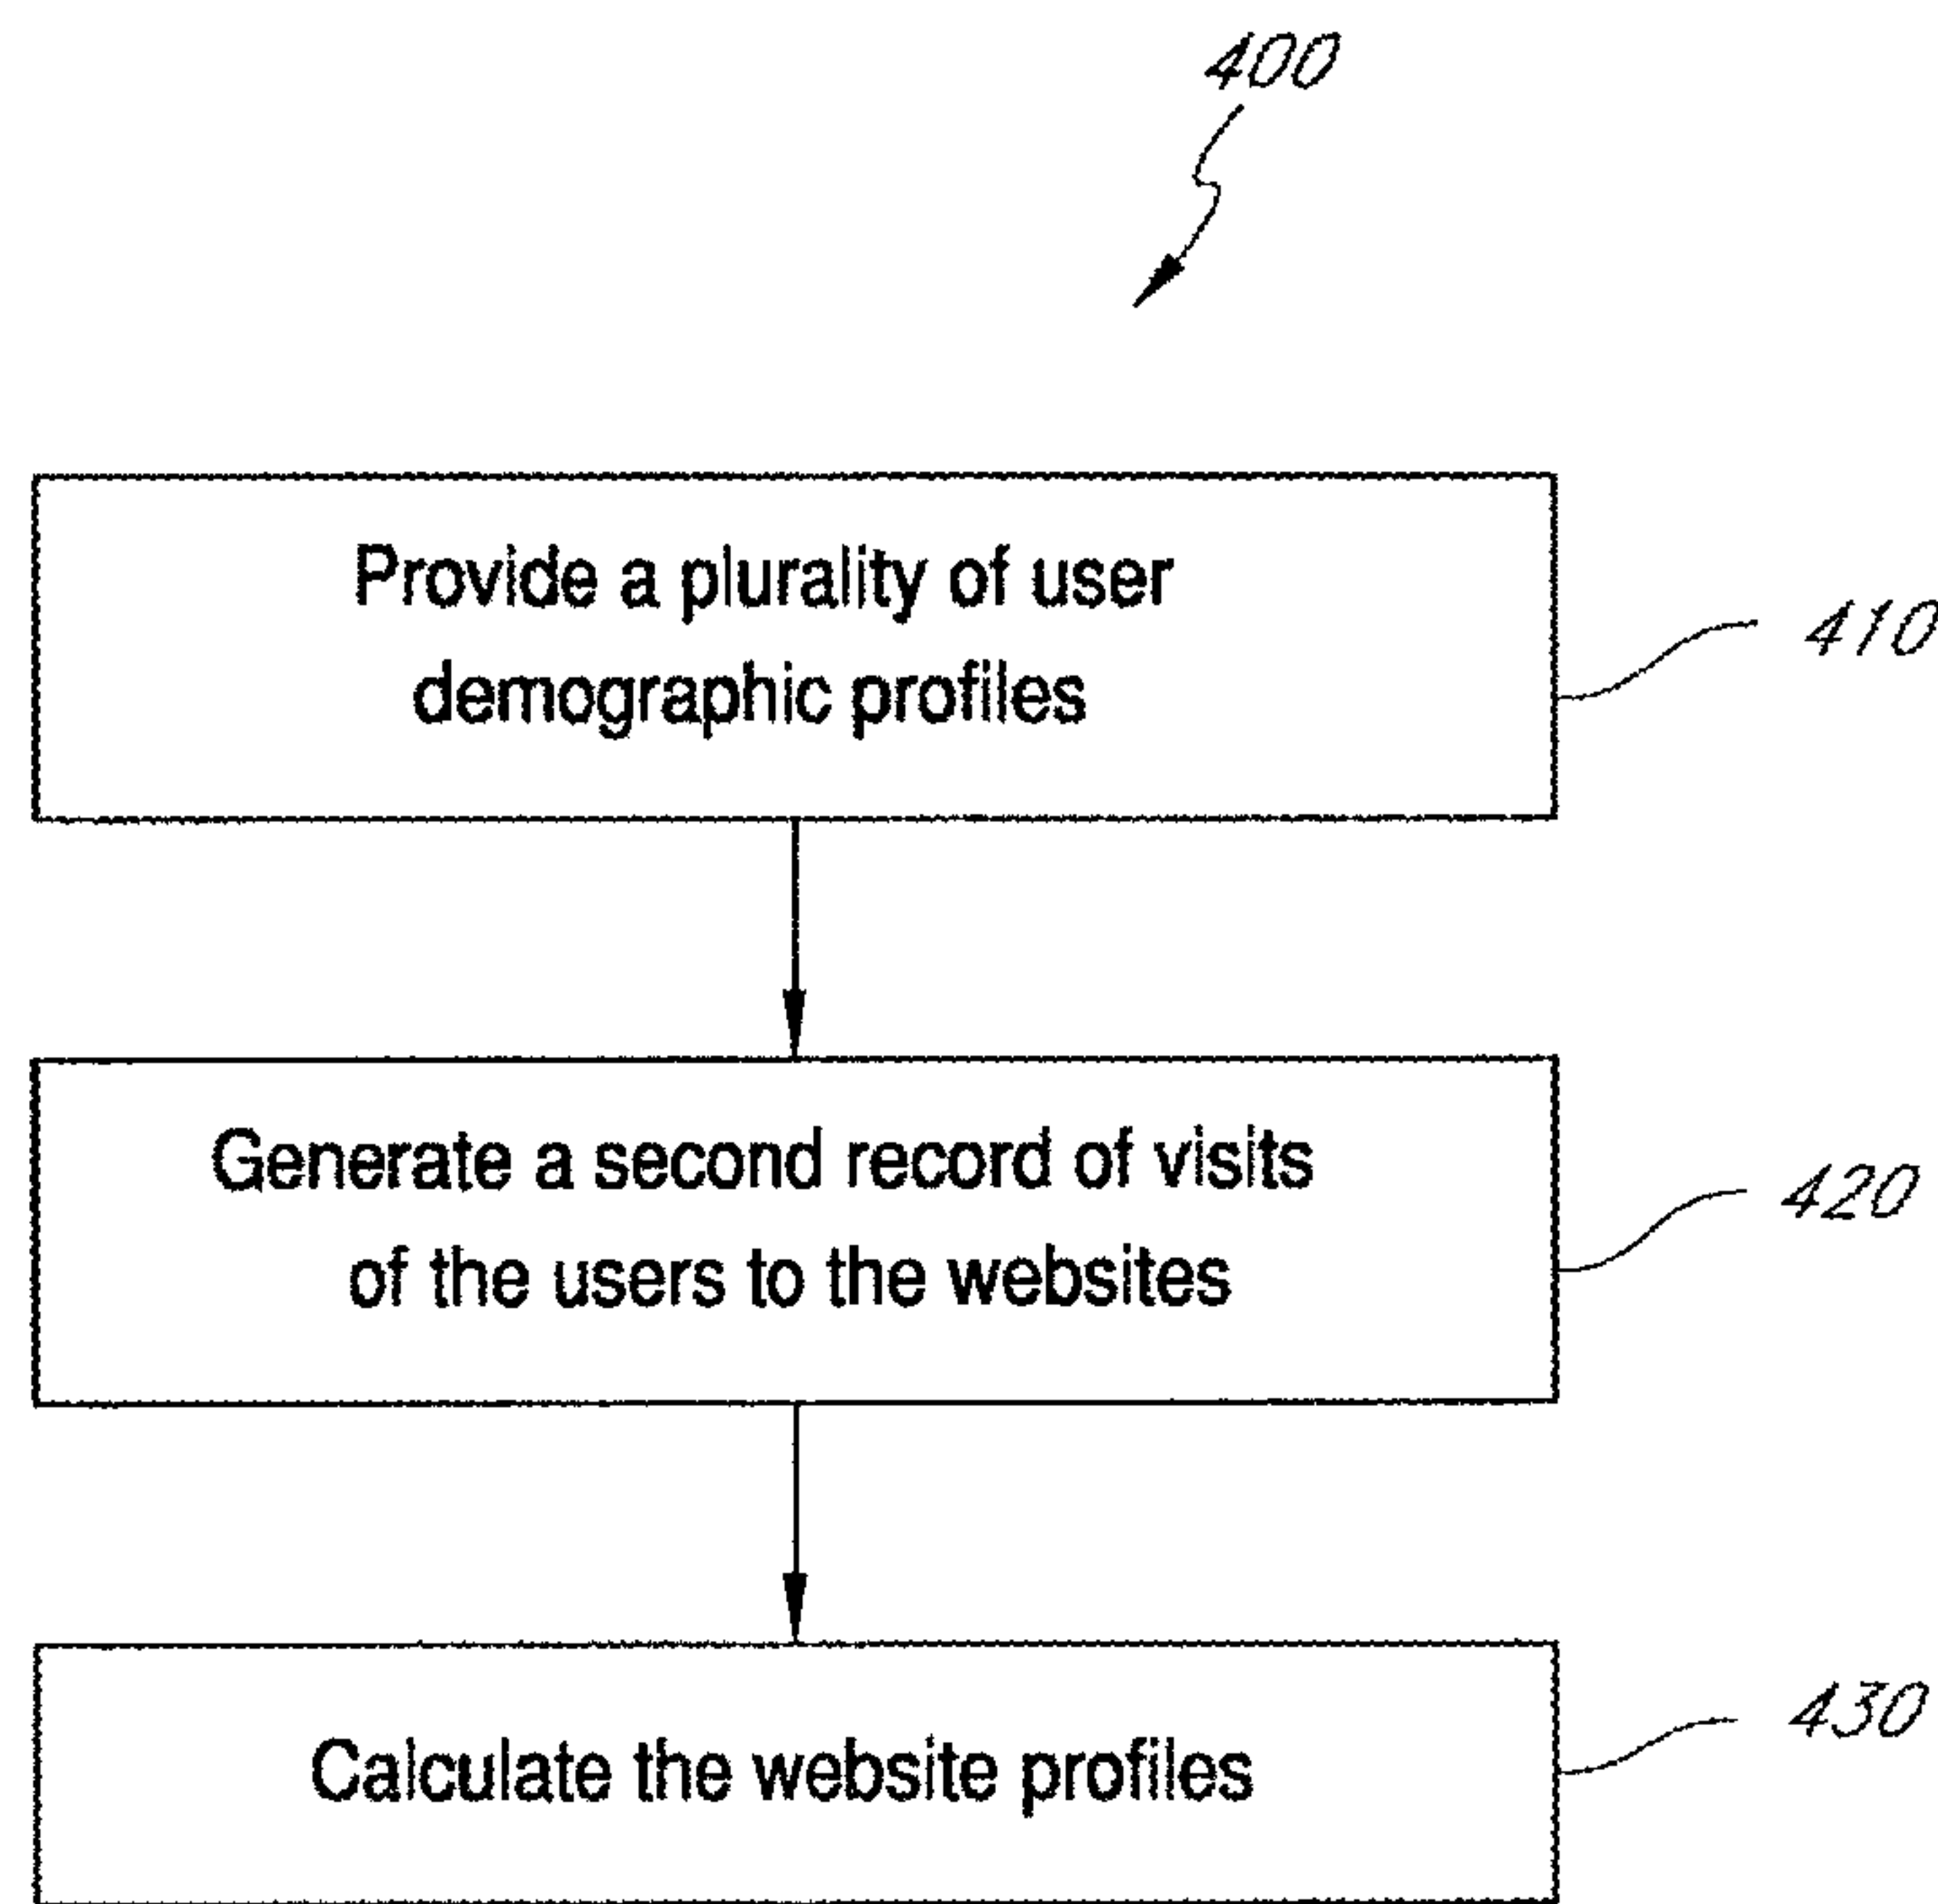 400
Provide a plurality of user
demographic profiles
410
Generate a second record of visits
of the users to the websites
420
Calculate the website profiles
430